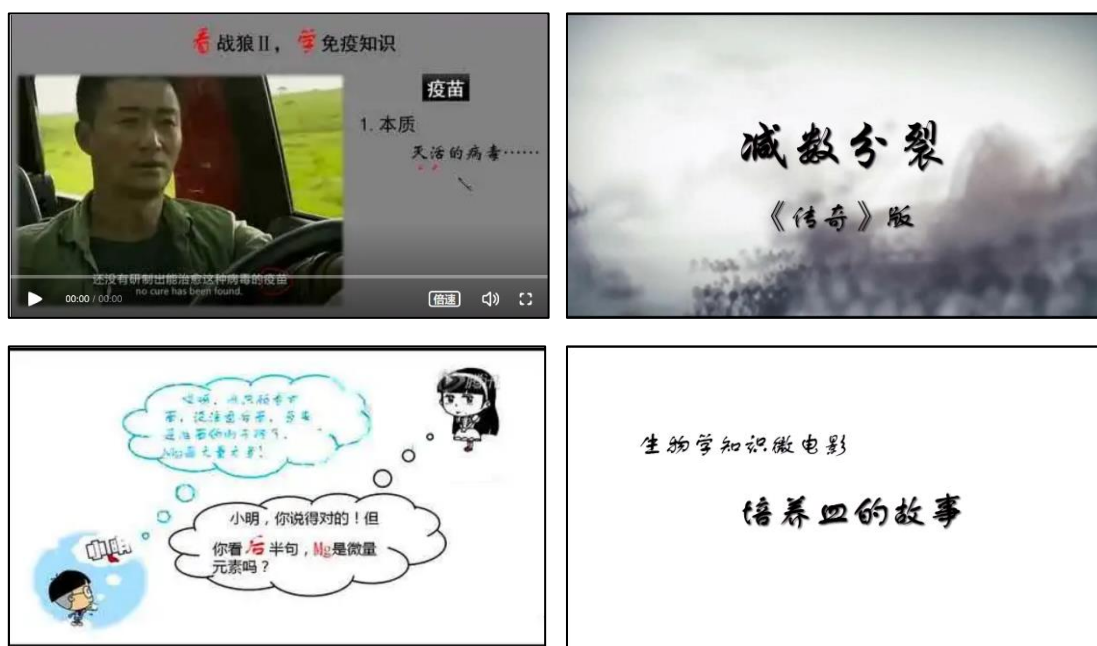 看战狼Ⅱ，学免疫知识
疫苗
1.本质
灭活的病毒……
还没有研制出能治愈这种病毒的疫苗
no cure has been found.
00:00 / 00:00
倍速
减数分裂
《传奇》版
小明
小明，你说得对的！但
你看后半句，Mg是微量
元素吗？
生物学知识微电影
培养皿的故事